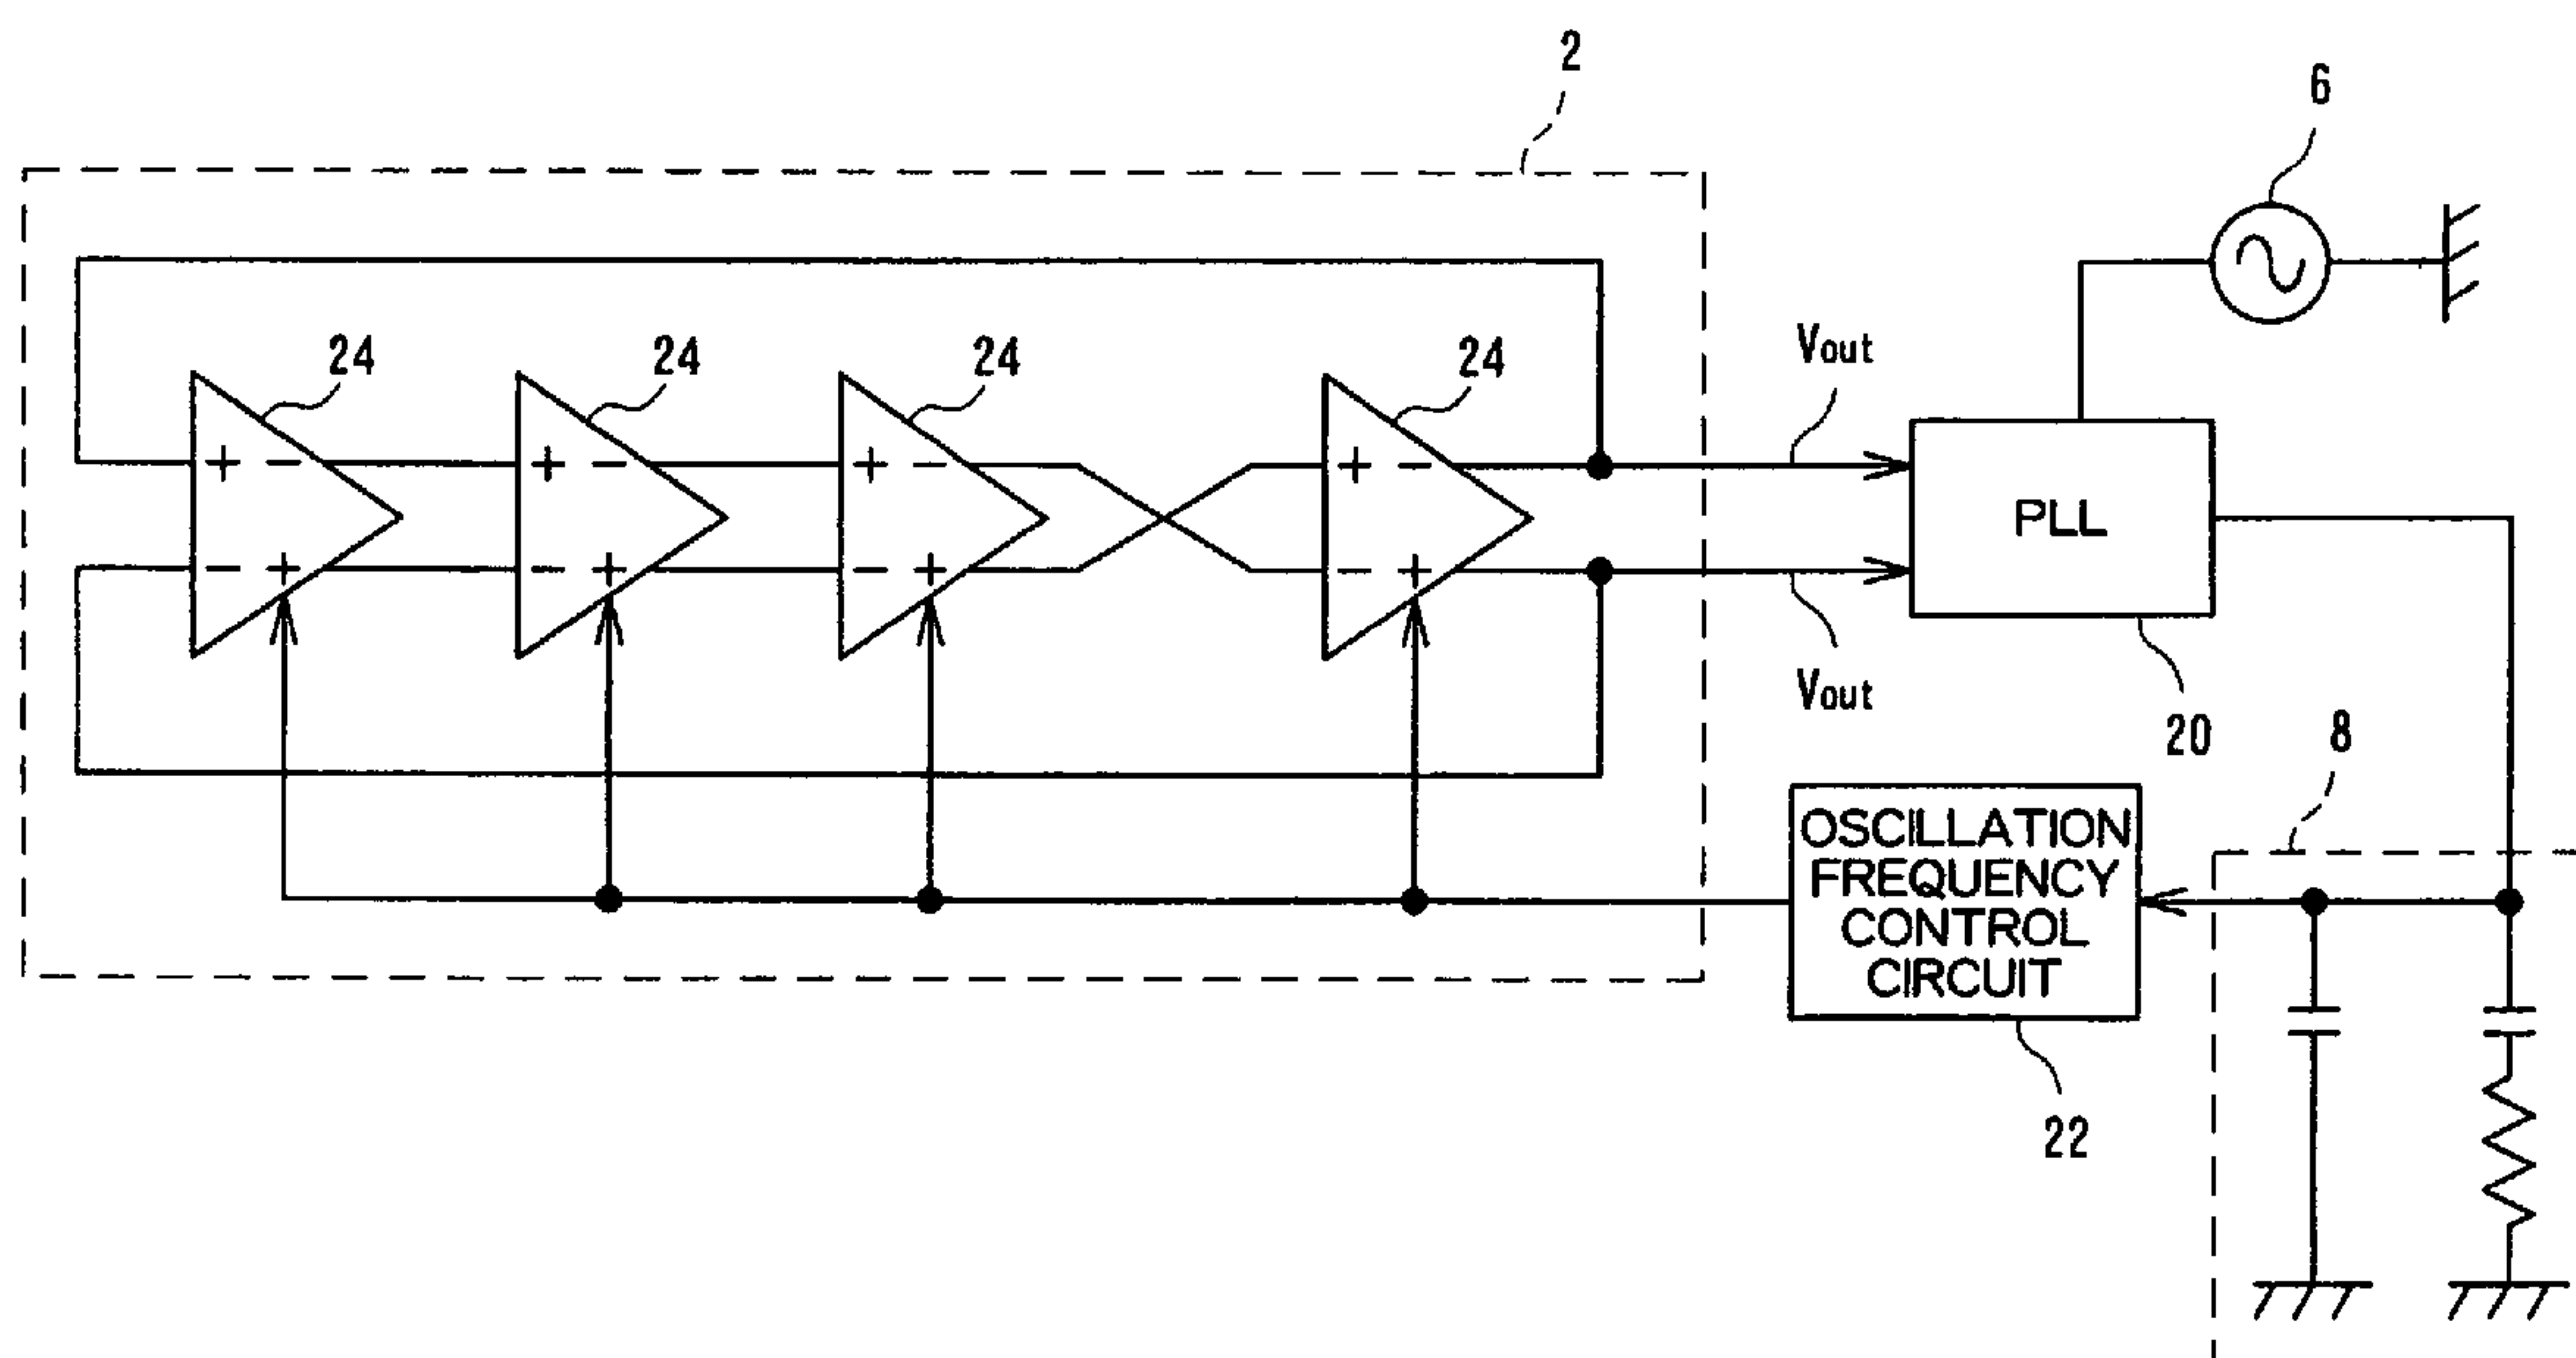 2
6
24
24
24
24
Vout
+ -
+ -
+ -
+ -
PLL
- +
- +
- +
- +
Vout
20
8
OSCILLATION
FREQUENCY
CONTROL
CIRCUIT
22